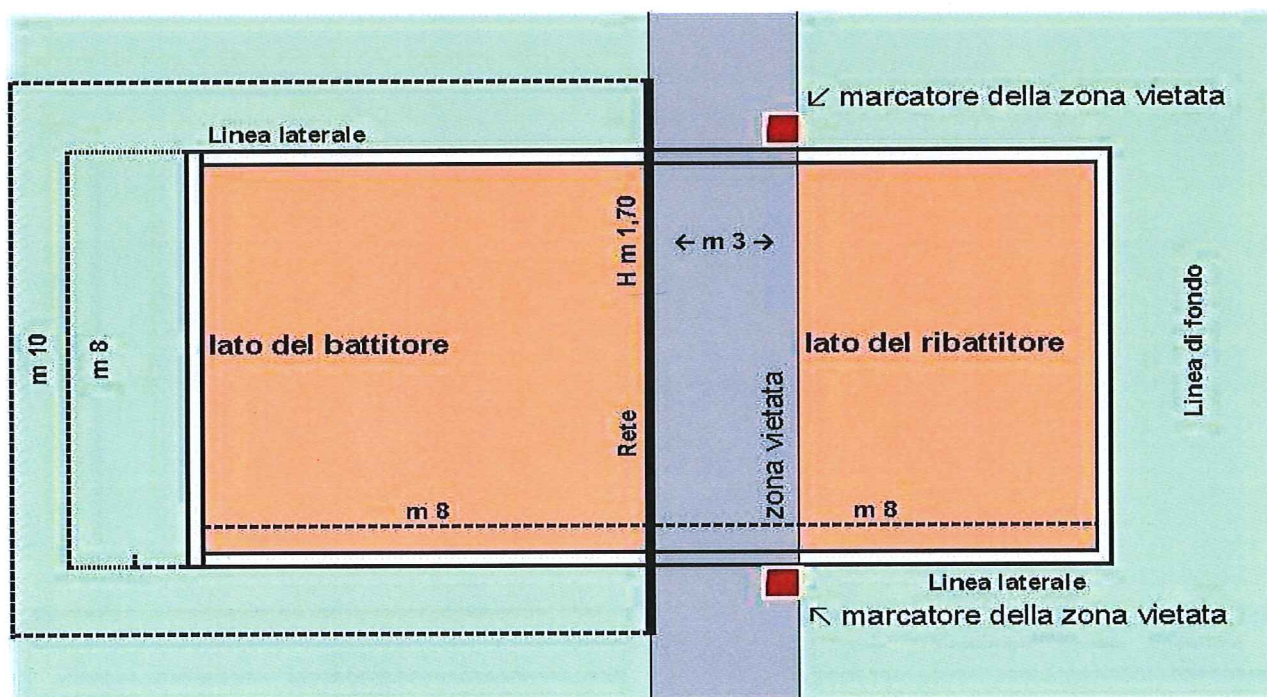 ↙ marcatore della zona vietata
Linea laterale
H m 1,70
← m 3 →
m 10
m 8
lato del battitore
lato del ribattitore
Linea di fondo
Rete
zona vietata
m 8
m 8
Linea laterale
↖ marcatore della zona vietata